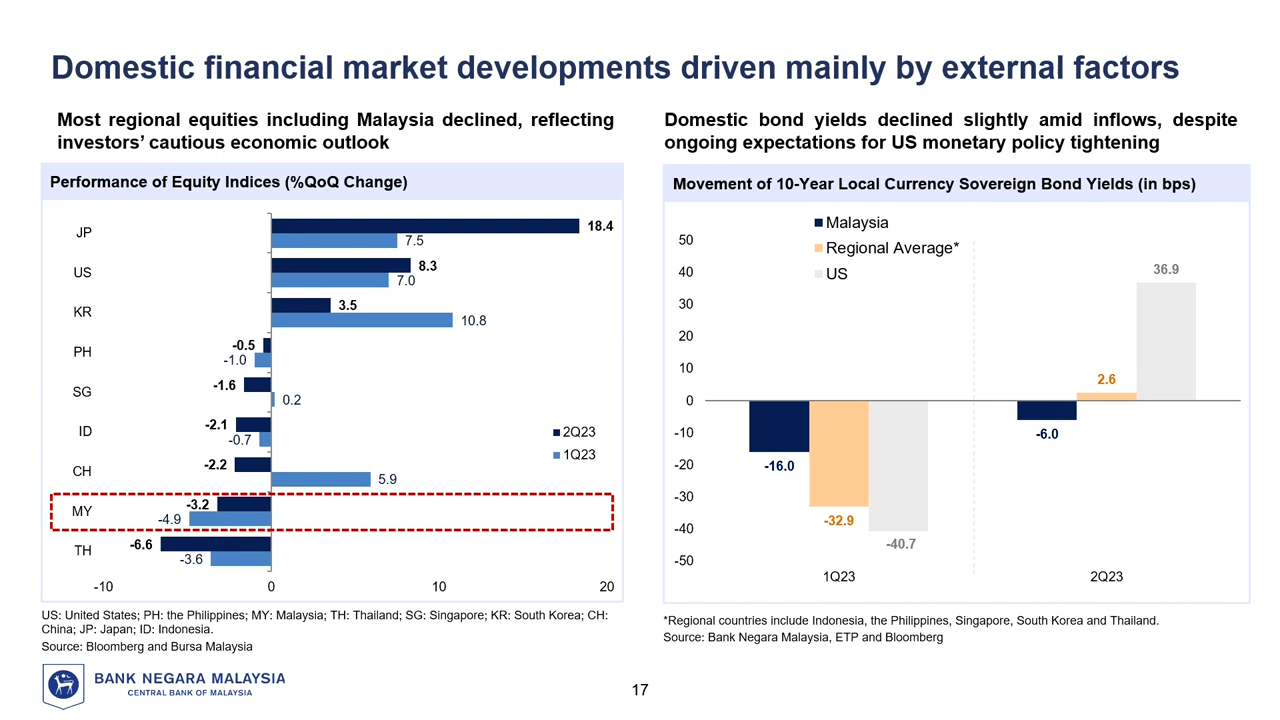 Domestic financial market developments driven mainly by external factors
Most regional equities including Malaysia declined, reflecting
investors’ cautious economic outlook
Performance of Equity Indices (%QoQ Change)
JP
18.4
7.5
US
8.3
7.0
KR
3.5
10.8
PH
-0.5
-1.0
SG
-1.6
0.2
ID
-2.1
-0.7
CH
-2.2
5.9
MY
-3.2
-4.9
TH
-6.6
-3.6
2Q23
1Q23
-10 0 10 20
US: United States; PH: the Philippines; MY: Malaysia; TH: Thailand; SG: Singapore; KR: South Korea; CH:
China; JP: Japan; ID: Indonesia.
Source: Bloomberg and Bursa Malaysia
Domestic bond yields declined slightly amid inflows, despite
ongoing expectations for US monetary policy tightening
Movement of 10-Year Local Currency Sovereign Bond Yields (in bps)
Malaysia
Regional Average*
US
50
40
30
20
10
0
-10
-20
-30
-40
-50
-16.0
-32.9
-40.7
-6.0
2.6
36.9
1Q23 2Q23
*Regional countries include Indonesia, the Philippines, Singapore, South Korea and Thailand.
Source: Bank Negara Malaysia, ETP and Bloomberg
BANK NEGARA MALAYSIA
CENTRAL BANK OF MALAYSIA
17